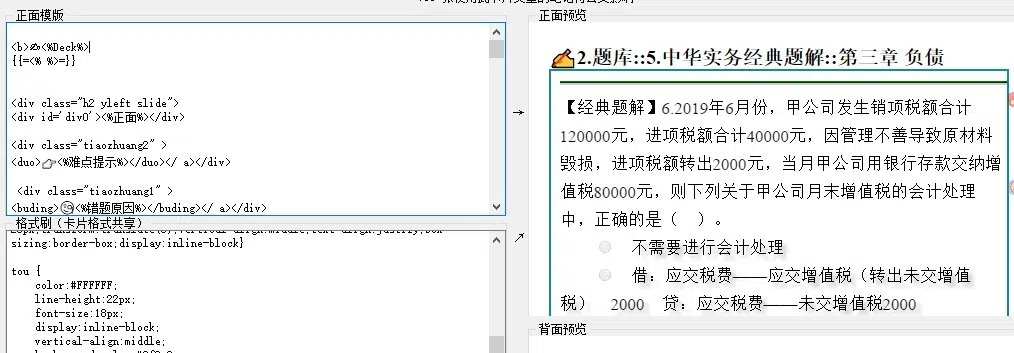 正面模版
正面预览
<b>✍<%Deck%>
{{=<% %>=}}
<div class="h2 yleft slide">
<div id='div0'><%正面%></div>
<div class="tiaozhuang2" >
<duo>👉<%难点提示%></duo></ a></div>
<div class="tiaozhuang1" >
<buding>😘<%错题原因%></buding></ a></div>
格式刷（卡片格式共享）
sizing:border-box;display:inline-block}
tou {
color:#FFFFFF;
line-height:22px;
font-size:18px;
display:inline-block;
vertical-align:middle;
→
↗
✍2.题库::5.中华实务经典题解::第三章 负债
【经典题解】6.2019年6月份，甲公司发生销项税额合计
120000元，进项税额合计40000元，因管理不善导致原材料
毁损，进项税额转出2000元，当月甲公司用银行存款交纳增
值税80000元，则下列关于甲公司月末增值税的会计处理
中，正确的是（ ）。
不需要进行会计处理
借：应交税费——应交增值税（转出未交增值
税） 2000 贷：应交税费——未交增值税2000
背面预览